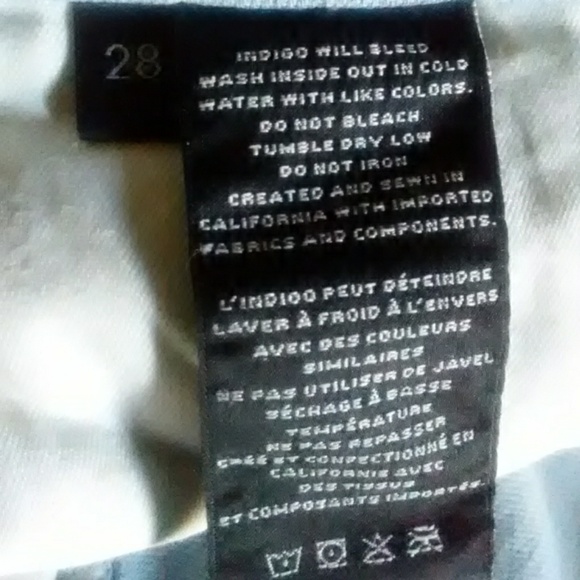 28
INDIGO WILL BLEED
WASH INSIDE OUT IN COLD
WATER WITH LIKE COLORS.
DO NOT BLEACH
TUMBLE DRY LOW
DO NOT IRON
CREATED AND SEWN IN
CALIFORNIA WITH IMPORTED
FABRICS AND COMPONENTS.
L'INDIGO PEUT DÉTEINDRE
LAVER À FROID À L'ENVERS
AVEC DES COULEURS
SIMILAIRES
NE PAS UTILISER DE JAVEL
SÉCHAGE À BASSE
TEMPÉRATURE
NE PAS REPASSER
CRÉÉ ET CONFECTIONNÉ EN
CALIFORNIE AVEC
DES TISSUS
ET COMPOSANTS IMPORTÉS.